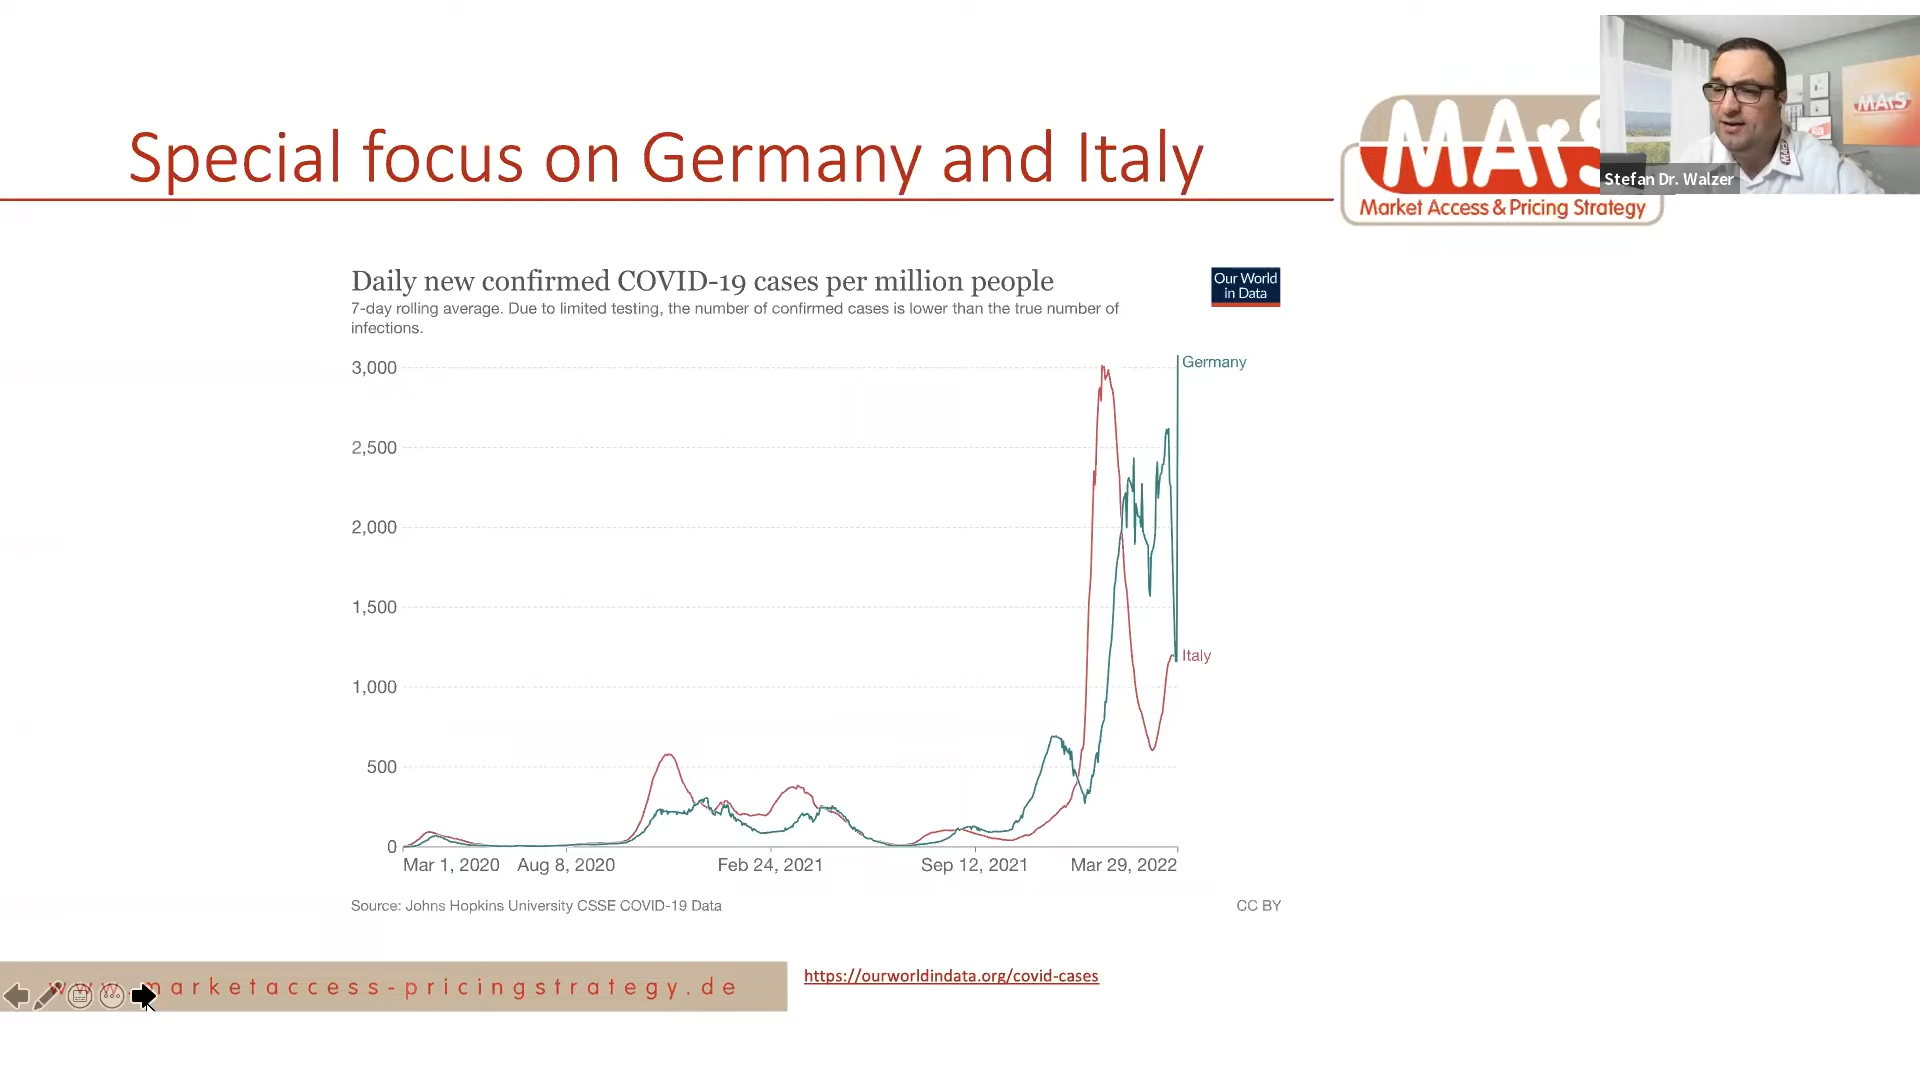 Special focus on Germany and Italy
MArS
Market Access & Pricing Strategy
MArS
Stefan Dr. Walzer
Daily new confirmed COVID-19 cases per million people
7-day rolling average. Due to limited testing, the number of confirmed cases is lower than the true number of
infections.
Our World
in Data
3,000
2,500
2,000
1,500
1,000
500
0
Germany
Italy
Mar 1, 2020
Aug 8, 2020
Feb 24, 2021
Sep 12, 2021
Mar 29, 2022
Source: Johns Hopkins University CSSE COVID-19 Data
CC BY
www.marketaccess-pricingstrategy.de
https://ourworldindata.org/covid-cases